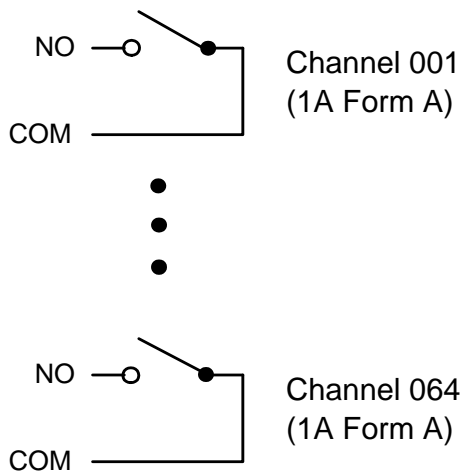 NO
Channel 001
(1A Form A)
COM
NO
Channel 064
(1A Form A)
COM